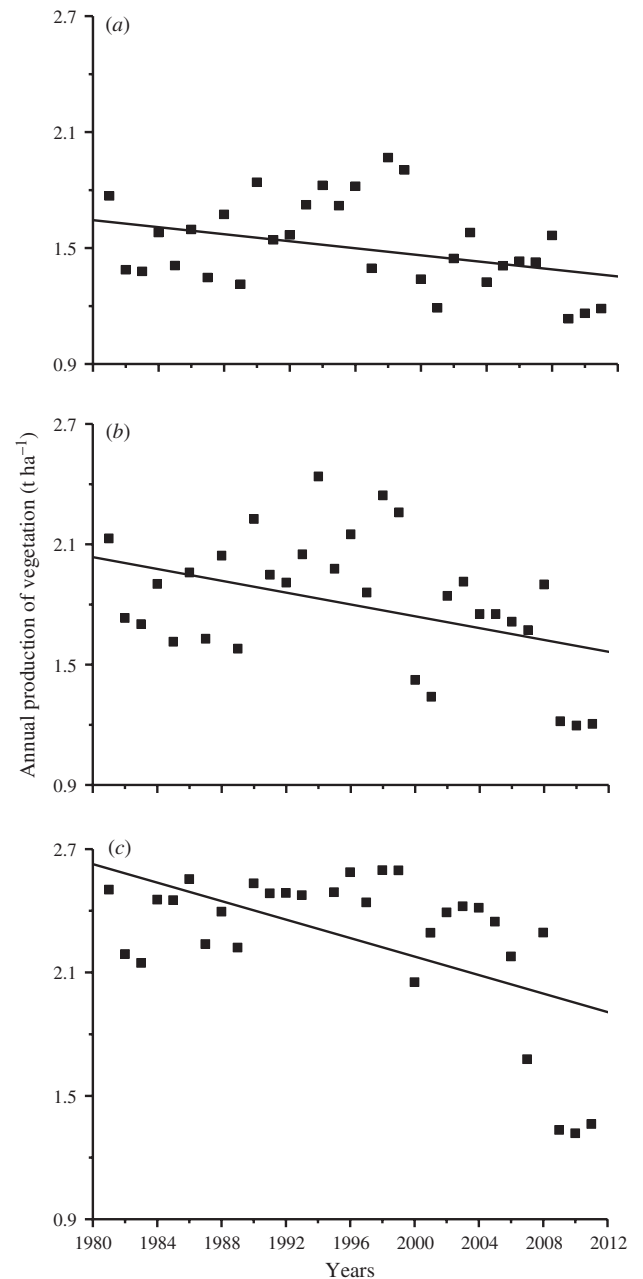 2.7
(a)
2.1
1.5
0.9
2.7
(b)
2.1
1.5
0.9
Annual production of vegetation (t ha⁻¹)
2.7
(c)
2.1
1.5
0.9
1980 1984 1988 1992 1996 2000 2004 2008 2012
Years